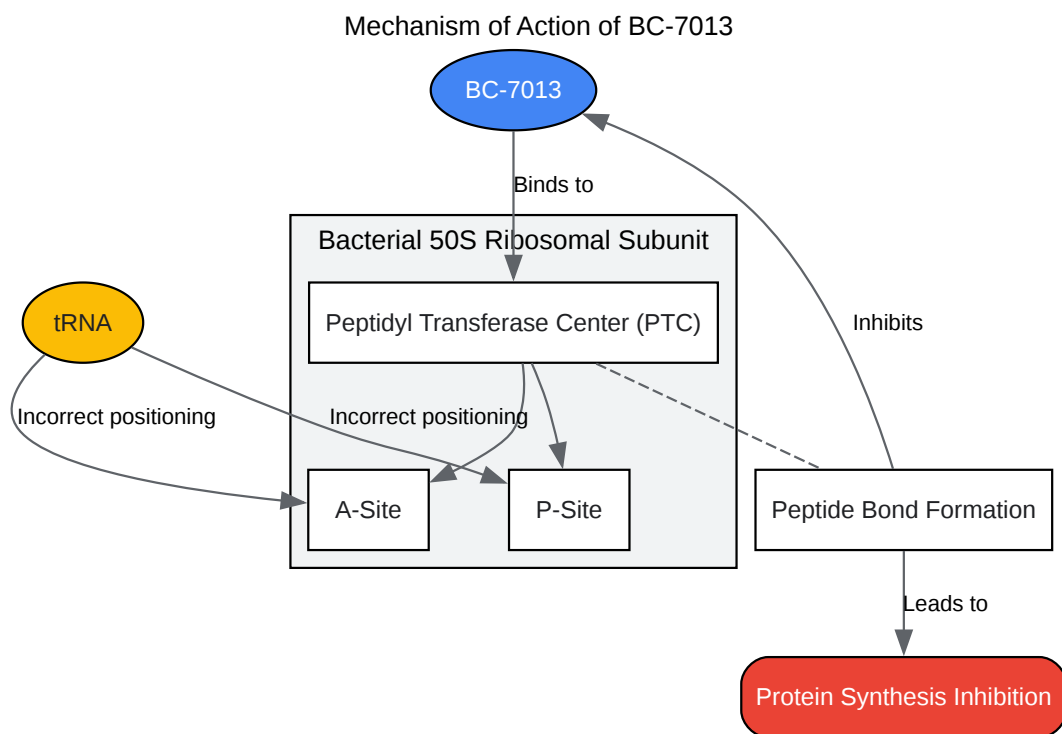 Mechanism of Action of BC-7013
BC-7013
Binds to
Bacterial 50S Ribosomal Subunit
tRNA
Peptidyl Transferase Center (PTC)
Inhibits
Incorrect positioning
Incorrect positioning
A-Site
P-Site
Peptide Bond Formation
Leads to
Protein Synthesis Inhibition